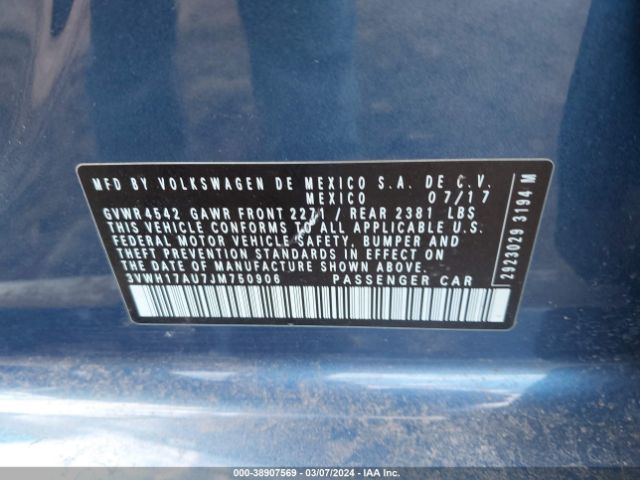 MFD BY VOLKSWAGEN DE MEXICO S.A. DE C.V.
MEXICO 07/17
GVWR 4542 GAWR FRONT 2271 / REAR 2381 LBS
THIS VEHICLE CONFORMS TO ALL APPLICABLE U.S.
FEDERAL MOTOR VEHICLE SAFETY, BUMPER AND
THEFT PREVENTION STANDARDS IN EFFECT ON
THE DATE OF MANUFACTURE SHOWN ABOVE.
3VWH17AU7JM750906 PASSENGER CAR
2923029 3194 M
000-38907569 — 03/07/2024 — IAA Inc.